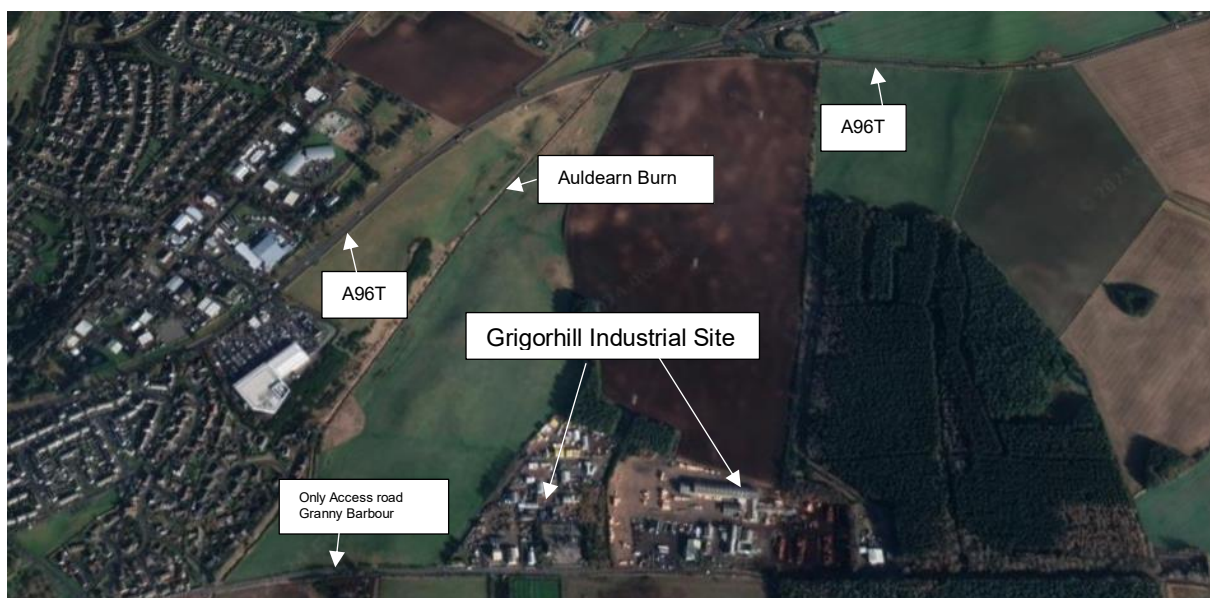 A96T
Auldearn Burn
A96T
Grigorhill Industrial Site
Only Access road
Granny Barbour